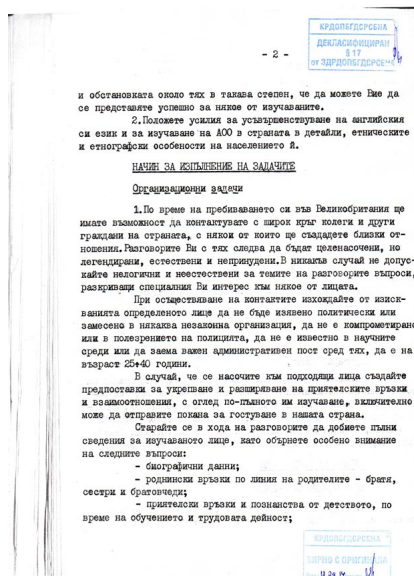 КРДОПБГДСРСБНА
ДЕКЛАСИФИЦИРАН
§ 17
от ЗДРДОПБГДСРСБНА
- 2 -
и обстановката около тях в такава степен, че да можете Вие да
се представяте успешно за някое от изучаваните.
2.Положете усилия за усъвършенствуване на английския
си език и за изучаване на АОО в страната в детайли, етническите
и етнографски особености на населението ѝ.
НАЧИН ЗА ИЗПЪЛНЕНИЕ НА ЗАДАЧИТЕ
Организационни задачи
1.По време на пребиваването си във Великобритания ще
имате възможност да контактувате с широк кръг колеги и други
граждани на страната, с някои от които ще създадете близки от-
ношения.Разговорите Ви с тях следва да бъдат целенасочени, но
легендирани, естествени и непринудени.В никакъв случай не допус-
кайте нелогични и неестествени за темите на разговорите въпроси,
разкриващи специалния Ви интерес към някое от лицата.
При осъществяване на контактите изхождайте от изиск-
ванията определеното лице да не бъде изявено политически или
замесено в някаква незаконна организация, да не е компрометирано
или в полезрението на полицията, да не е известно в научните
среди или да заема важен административен пост сред тях, да е на
възраст 25+40 години.
В случай, че се насочите към подходящи лица създайте
предпоставки за укрепване и разширяване на приятелските връзки
и взаимоотношения, с оглед по-пълното им изучаване, включително
може да отправите покана за гостуване в нашата страна.
Старайте се в хода на разговорите да добиете пълни
сведения за изучаваното лице, като обърнете особено внимание
на следните въпроси:
- биографични данни;
- роднински връзки по линия на родителите - братя,
сестри и братовчеди;
- приятелски връзки и познанства от детството, по
време на обучението и трудовата дейност;
КРДОПБГДСРСБНА
ВЯРНО С ОРИГИНАЛА